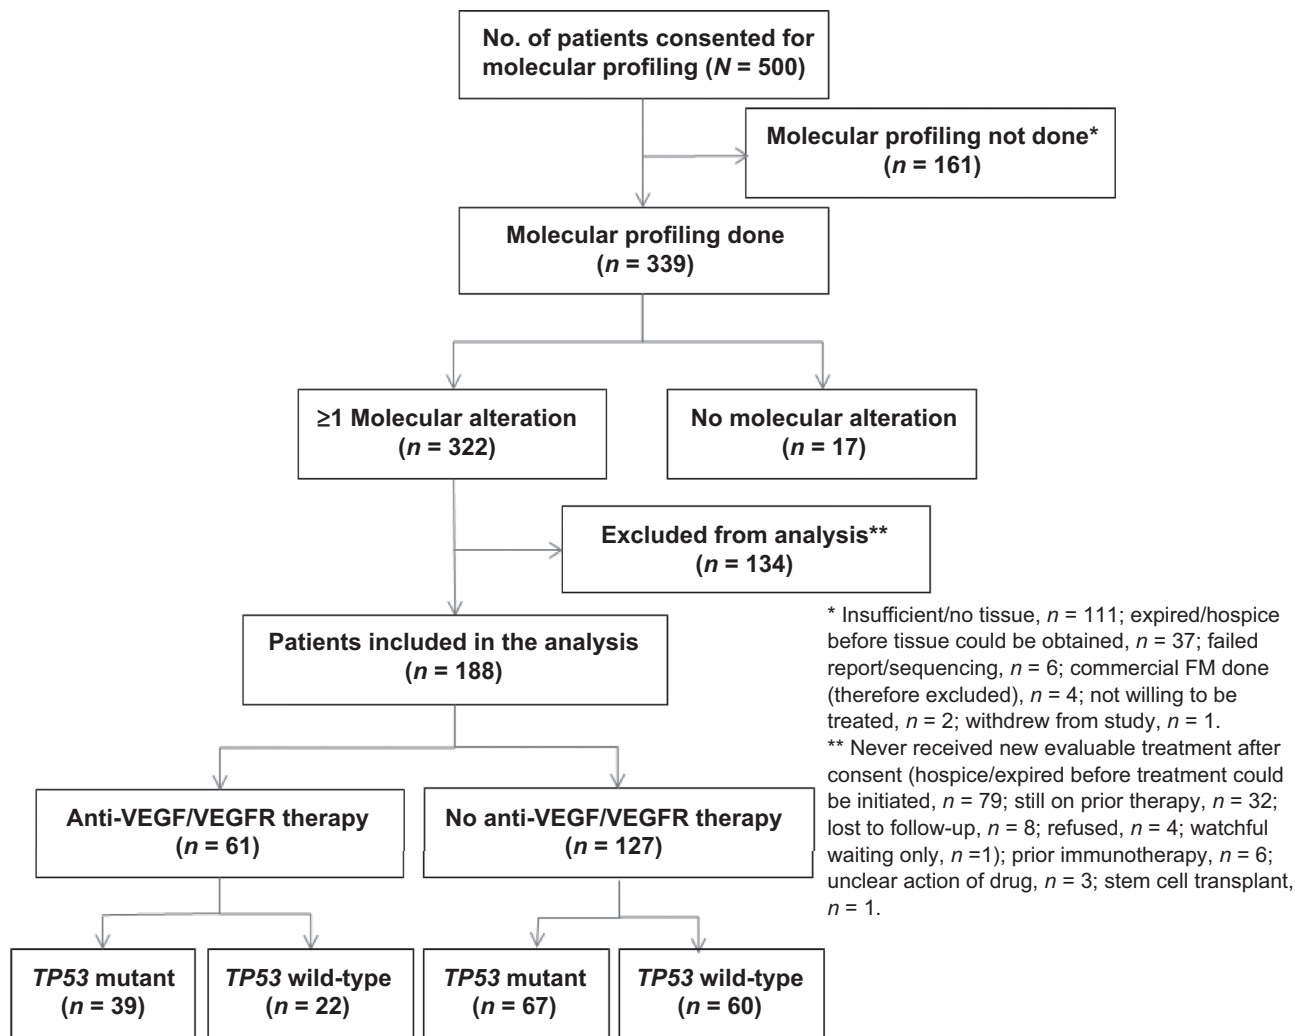 No. of patients consented for
molecular profiling (N = 500)
Molecular profiling not done*
(n = 161)
Molecular profiling done
(n = 339)
≥1 Molecular alteration
(n = 322)
No molecular alteration
(n = 17)
Excluded from analysis**
(n = 134)
Patients included in the analysis
(n = 188)
* Insufficient/no tissue, n = 111; expired/hospice
before tissue could be obtained, n = 37; failed
report/sequencing, n = 6; commercial FM done
(therefore excluded), n = 4; not willing to be
treated, n = 2; withdrew from study, n = 1.
** Never received new evaluable treatment after
consent (hospice/expired before treatment could
be initiated, n = 79; still on prior therapy, n = 32;
lost to follow-up, n = 8; refused, n = 4; watchful
waiting only, n =1); prior immunotherapy, n = 6;
unclear action of drug, n = 3; stem cell transplant,
n = 1.
Anti-VEGF/VEGFR therapy
(n = 61)
No anti-VEGF/VEGFR therapy
(n = 127)
TP53 mutant
(n = 39)
TP53 wild-type
(n = 22)
TP53 mutant
(n = 67)
TP53 wild-type
(n = 60)